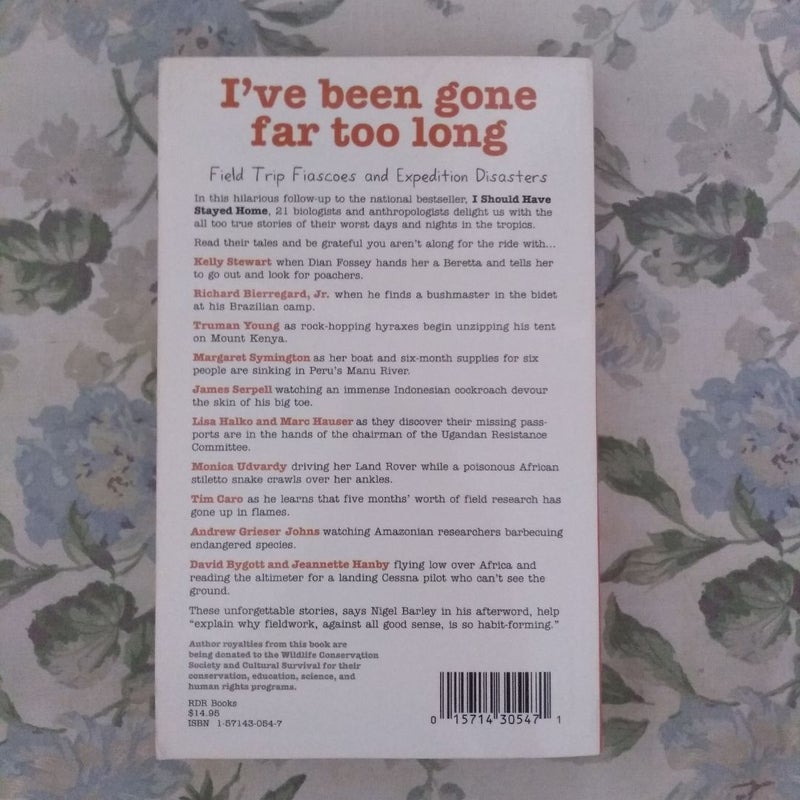 I've been gone
far too long
Field Trip Fiascoes and Expedition Disasters
In this hilarious follow-up to the national bestseller, I Should Have
Stayed Home, 21 biologists and anthropologists delight us with the
all too true stories of their worst days and nights in the tropics.
Read their tales and be grateful you aren't along for the ride with...
Kelly Stewart when Dian Fossey hands her a Beretta and tells her
to go out and look for poachers.
Richard Bierregard, Jr. when he finds a bushmaster in the bidet
at his Brazilian camp.
Truman Young as rock-hopping hyraxes begin unzipping his tent
on Mount Kenya.
Margaret Symington as her boat and six-month supplies for six
people are sinking in Peru's Manu River.
James Serpell watching an immense Indonesian cockroach devour
the skin of his big toe.
Lisa Halko and Marc Hauser as they discover their missing pass-
ports are in the hands of the chairman of the Ugandan Resistance
Committee.
Monica Udvardy driving her Land Rover while a poisonous African
stiletto snake crawls over her ankles.
Tim Caro as he learns that five months' worth of field research has
gone up in flames.
Andrew Grieser Johns watching Amazonian researchers barbecuing
endangered species.
David Bygott and Jeannette Hanby flying low over Africa and
reading the altimeter for a landing Cessna pilot who can't see the
ground.
These unforgettable stories, says Nigel Barley in his afterword, help
"explain why fieldwork, against all good sense, is so habit-forming."
Author royalties from this book are
being donated to the Wildlife Conservation
Society and Cultural Survival for their
conservation, education, science, and
human rights programs.
RDR Books
$14.95
ISBN 1-57143-054-7
0 15714 30547 1